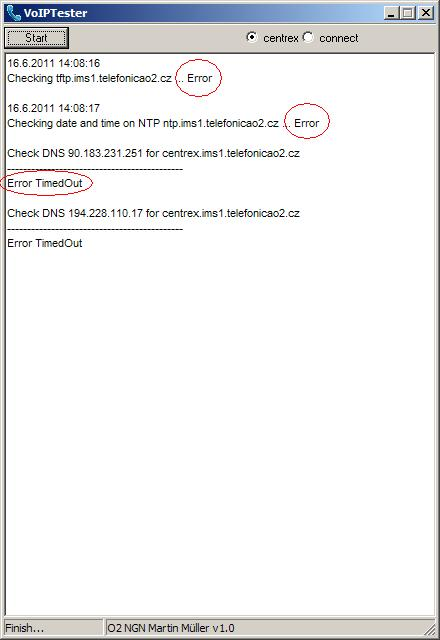 VoIPTester
Start
centrex
connect
16.6.2011 14:08:16
Checking tftp.ims1.telefonicao2.cz ... Error
16.6.2011 14:08:17
Checking date and time on NTP ntp.ims1.telefonicao2.cz ... Error
Check DNS 90.183.231.251 for centrex.ims1.telefonicao2.cz
-----------------------------------------------
Error TimedOut
Check DNS 194.228.110.17 for centrex.ims1.telefonicao2.cz
-----------------------------------------------
Error TimedOut
Finish...
O2 NGN Martin Müller v1.0